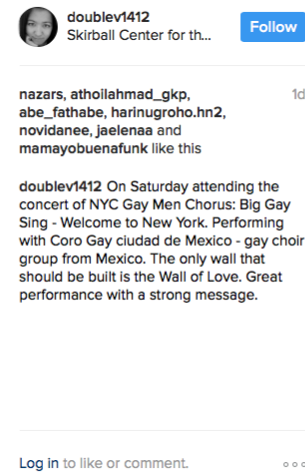 doublev1412
Skirball Center for th...
Follow
nazars, athoilahmad_gkp,
1d
abe_fathabe, harinugroho.hn2,
novidanee, jaelenaa and
mamayobuenafunk like this
doublev1412 On Saturday attending the
concert of NYC Gay Men Chorus: Big Gay
Sing - Welcome to New York. Performing
with Coro Gay ciudad de Mexico - gay choir
group from Mexico. The only wall that
should be built is the Wall of Love. Great
performance with a strong message.
Log in to like or comment.